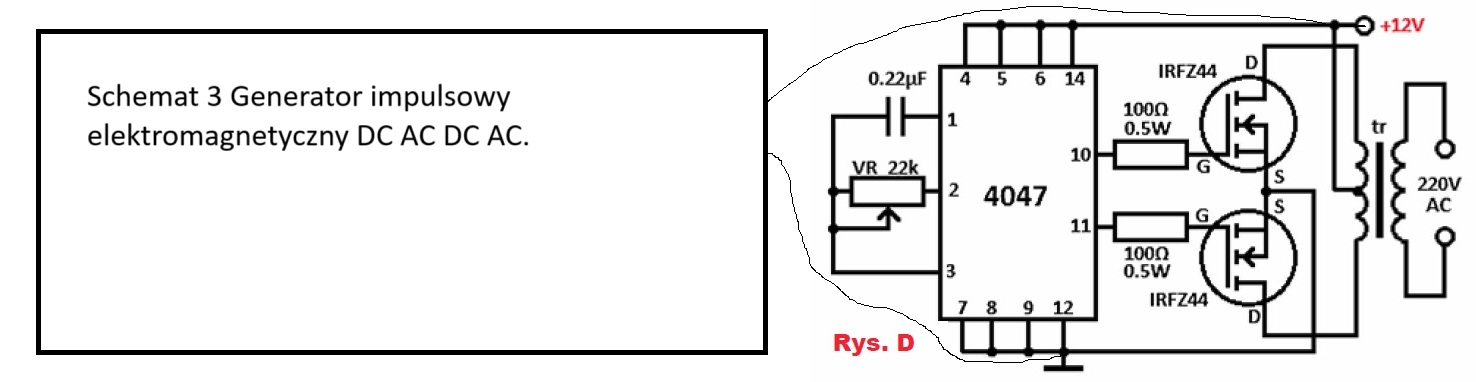 Schemat 3 Generator impulsowy
elektromagnetyczny DC AC DC AC.
+12V
4 5 6 14
0.22µF
1
VR 22k
2
3
4047
10
11
7 8 9 12
100Ω
0.5W
100Ω
0.5W
IRFZ44
D
G
S
S
G
IRFZ44
D
tr
220V
AC
Rys. D